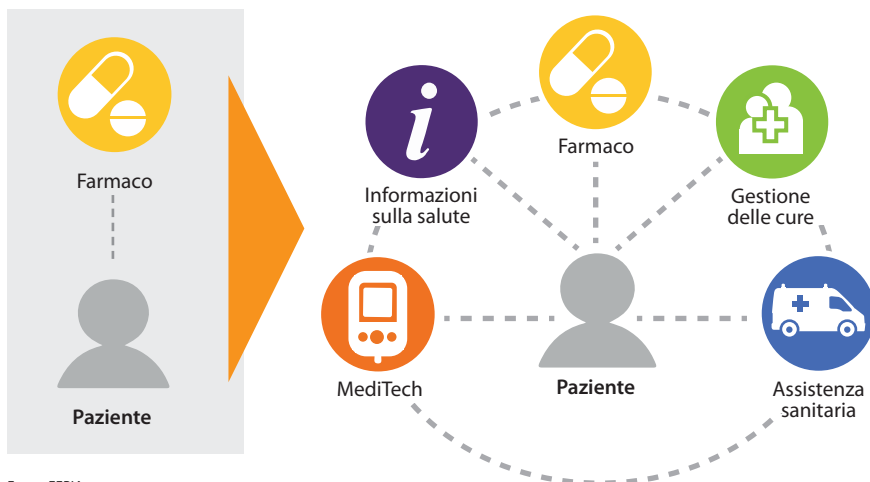 Farmaco
Paziente
Informazioni
sulla salute
Farmaco
Gestione
delle cure
MediTech
Paziente
Assistenza
sanitaria